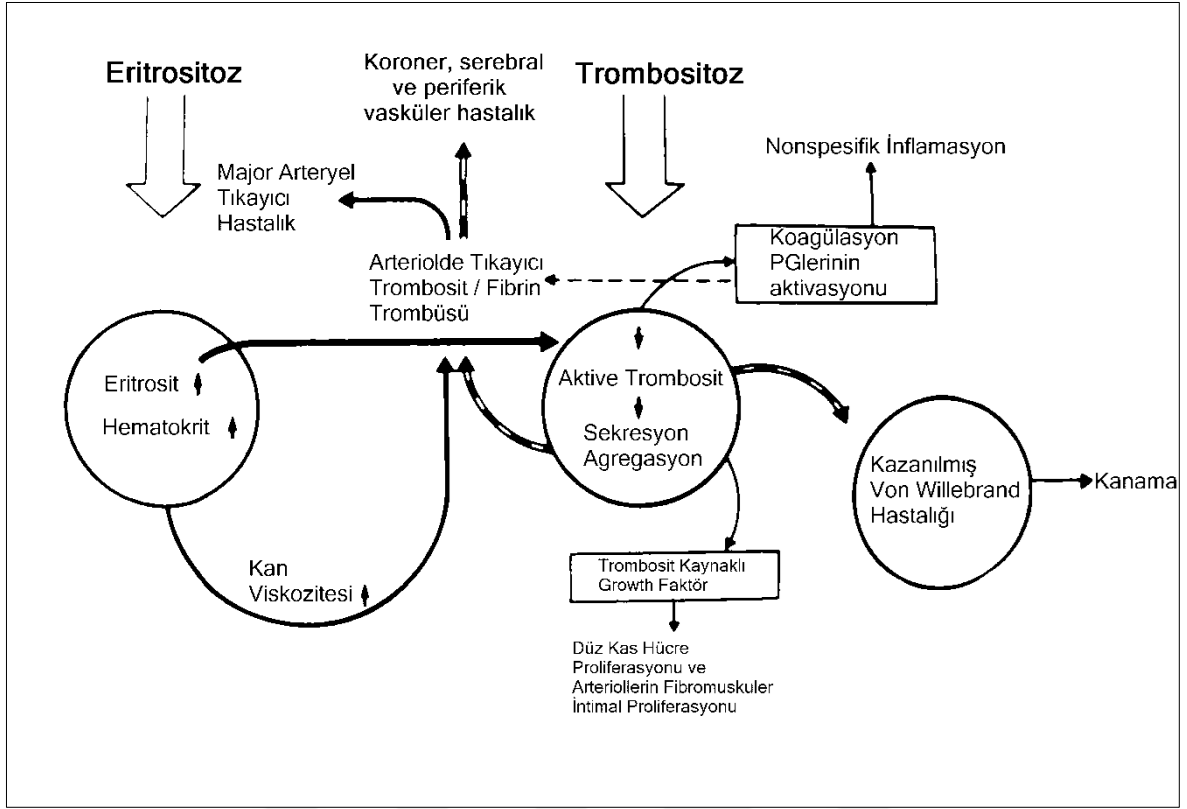 Eritrositoz
Koroner, serebral
ve periferik
vasküler hastalık
Trombositoz
Nonspesifik İnflamasyon
Major Arteryel
Tıkayıcı
Hastalık
Koagülasyon
PGlerinin
aktivasyonu
Arteriolde Tıkayıcı
Trombosit / Fibrin
Trombüsü
Eritrosit
Hematokrit
Aktive Trombosit
Sekresyon
Agregasyon
Kazanılmış
Von Willebrand
Hastalığı
Kanama
Kan
Viskozitesi
Trombosit Kaynaklı
Growth Faktör
Düz Kas Hücre
Proliferasyonu ve
Arteriollerin Fibromuskuler
İntimal Proliferasyonu